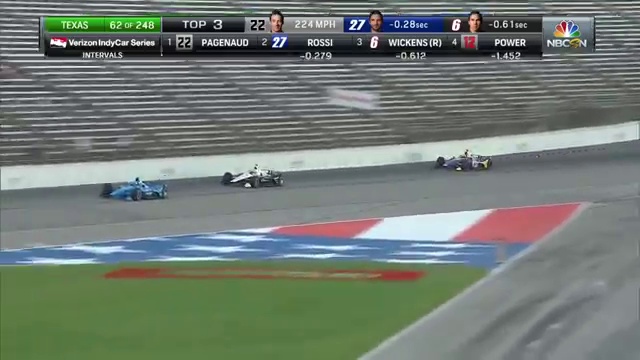 TEXAS 62 OF 248 TOP 3 22 224 MPH 27 -0.28sec 6 -0.61sec
Verizon IndyCar Series 1 22 PAGENAUD 2 27 ROSSI 3 6 WICKENS (R) 4 12 POWER NBCSN
INTERVALS -0.279 -0.612 -1.452